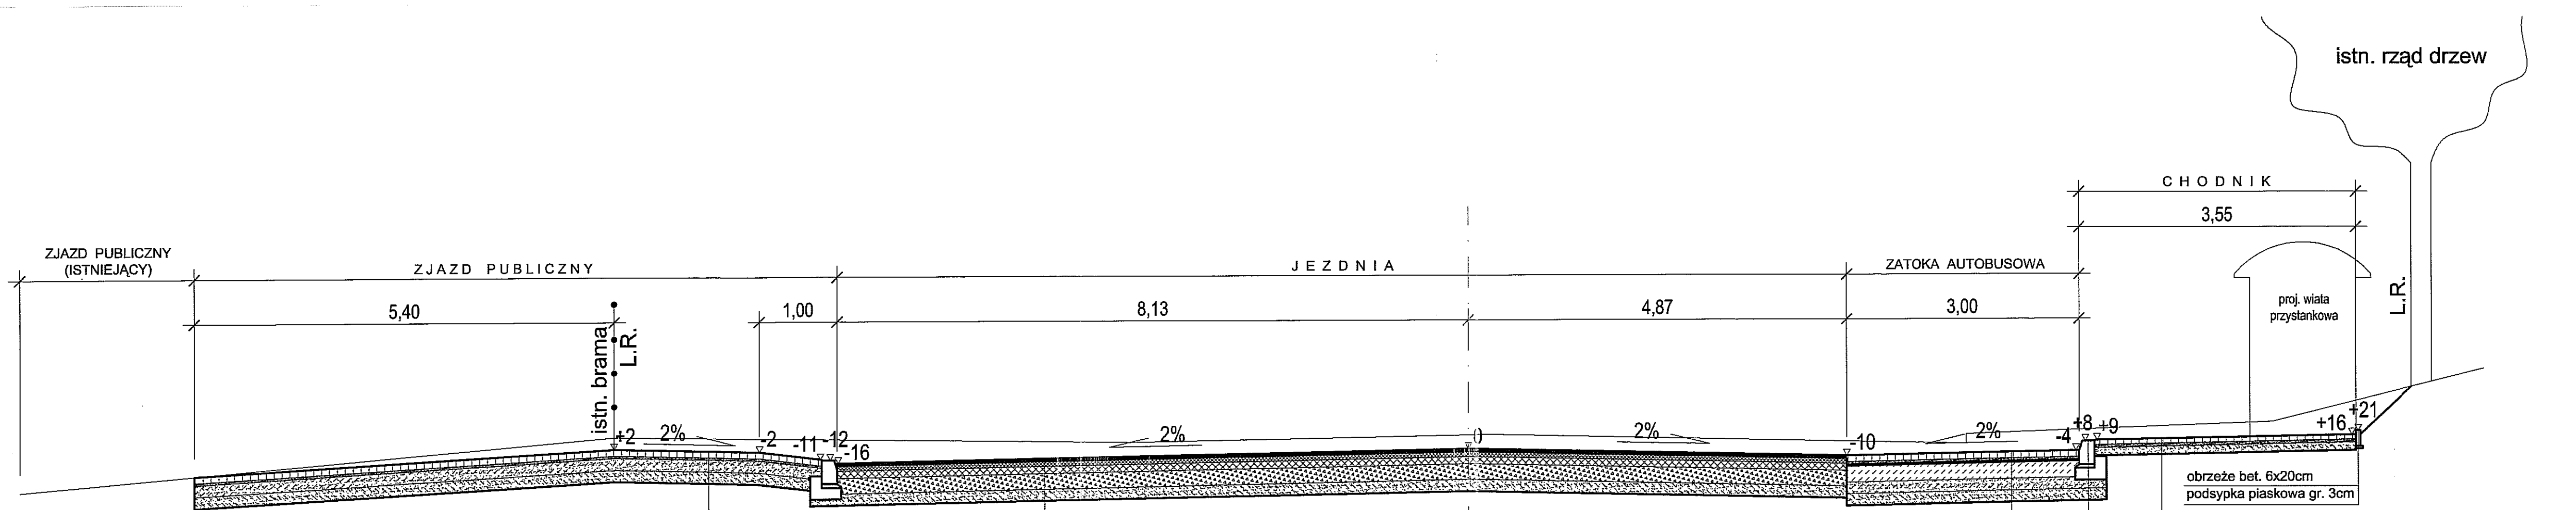 istn. rząd drzew
CHODNIK
3,55
ZJAZD PUBLICZNY
(ISTNIEJĄCY)
ZJAZD PUBLICZNY
JEZDNIA
ZATOKA AUTOBUSOWA
5,40
1,00
8,13
4,87
3,00
proj. wiata
przystankowa
L.R.
istn. brama
L.R.
+2
2%
-2
-11
-12
-16
2%
0
2%
-10
2%
-4
+8
+9
+16
+21
obrzeże bet. 6x20cm
podsypka piaskowa gr. 3cm